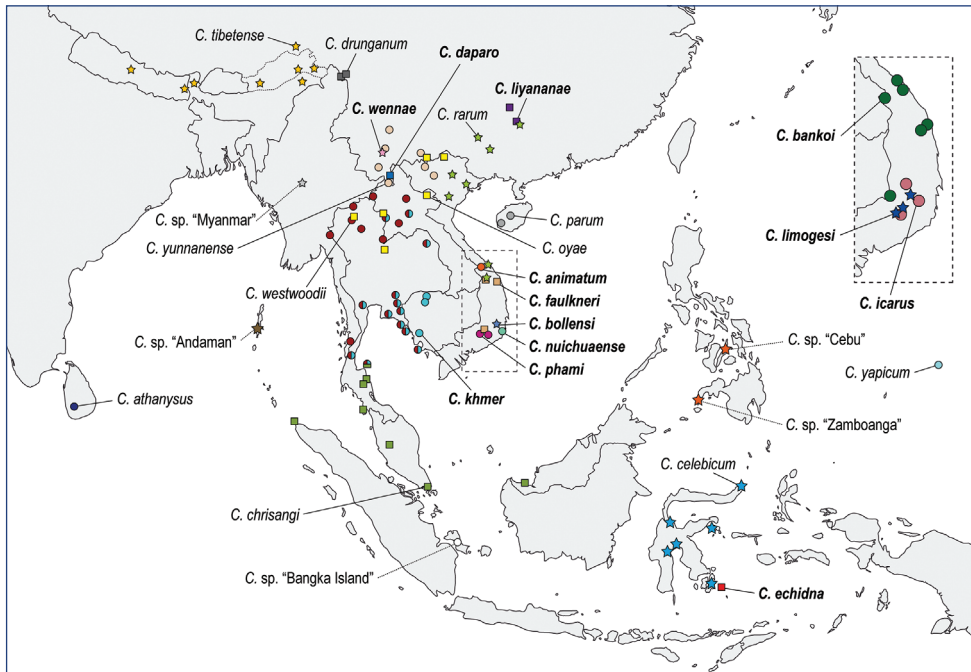 C. tibetense
C. drunganum
C. daparo
C. wennae
C. liyananae
C. rarum
C. bankoi
C. sp. "Myanmar"
C. parum
C. yunnanense
C. oyae
C. limogesi
C. westwoodii
C. animatum
C. icarus
C. faulkneri
C. bollensi
C. sp. "Andaman"
C. nuichuaense
C. sp. "Cebu"
C. phami
C. yapicum
C. athanysus
C. khmer
C. sp. "Zamboanga"
C. celebicum
C. chrisangi
C. sp. "Bangka Island"
C. echidna